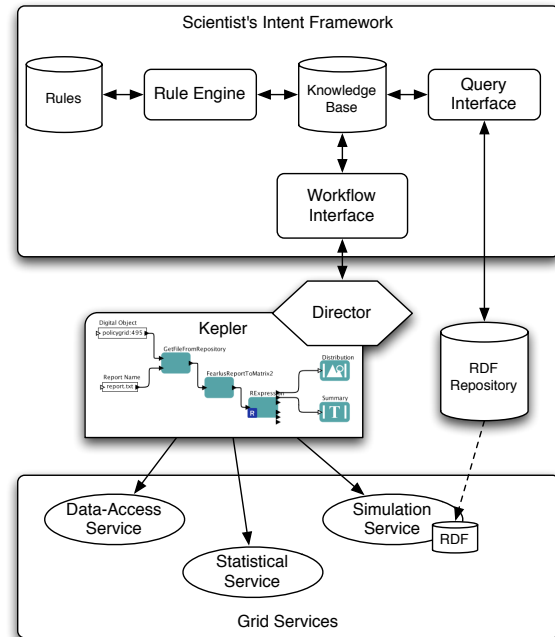 Scientist's Intent Framework
Rules
Rule Engine
Knowledge
Base
Query
Interface
Workflow
Interface
Director
Kepler
Digital Object
policygrid:495
GetFileFromRepository
Report Name
report.txt
FearlusReportToMatrix2
RExpression
R
Distribution
Summary
T
RDF
Repository
Data-Access
Service
Statistical
Service
Simulation
Service
RDF
Grid Services